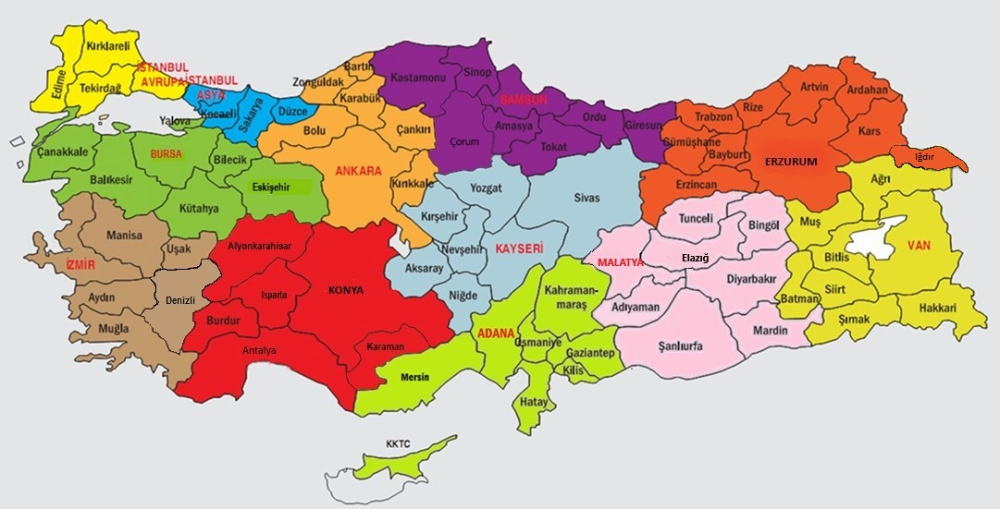 Kırklareli
Edirne
Tekirdağ
İSTANBUL
AVRUPA
İSTANBUL
ASYA
Kocaeli
Sakarya
Düzce
Yalova
Zonguldak
Bartın
Karabük
Bolu
Çankırı
ANKARA
Kırıkkale
Kastamonu
Sinop
SAMSUN
Çorum
Amasya
Tokat
Ordu
Giresun
Trabzon
Rize
Artvin
Ardahan
Kars
Gümüşhane
Bayburt
ERZURUM
Erzincan
Iğdır
Ağrı
Çanakkale
BURSA
Bilecik
Balıkesir
Kütahya
Eskişehir
Yozgat
Sivas
Kırşehir
Nevşehir
KAYSERİ
Aksaray
Niğde
Tunceli
Bingöl
Elazığ
MALATYA
Diyarbakır
Adıyaman
Şanlıurfa
Mardin
Muş
Bitlis
VAN
Siirt
Batman
Şırnak
Hakkari
Manisa
Uşak
İZMİR
Aydın
Denizli
Muğla
Afyonkarahisar
Isparta
KONYA
Burdur
Antalya
Karaman
Mersin
ADANA
Kahraman-
maraş
Osmaniye
Gaziantep
Kilis
Hatay
KKTC